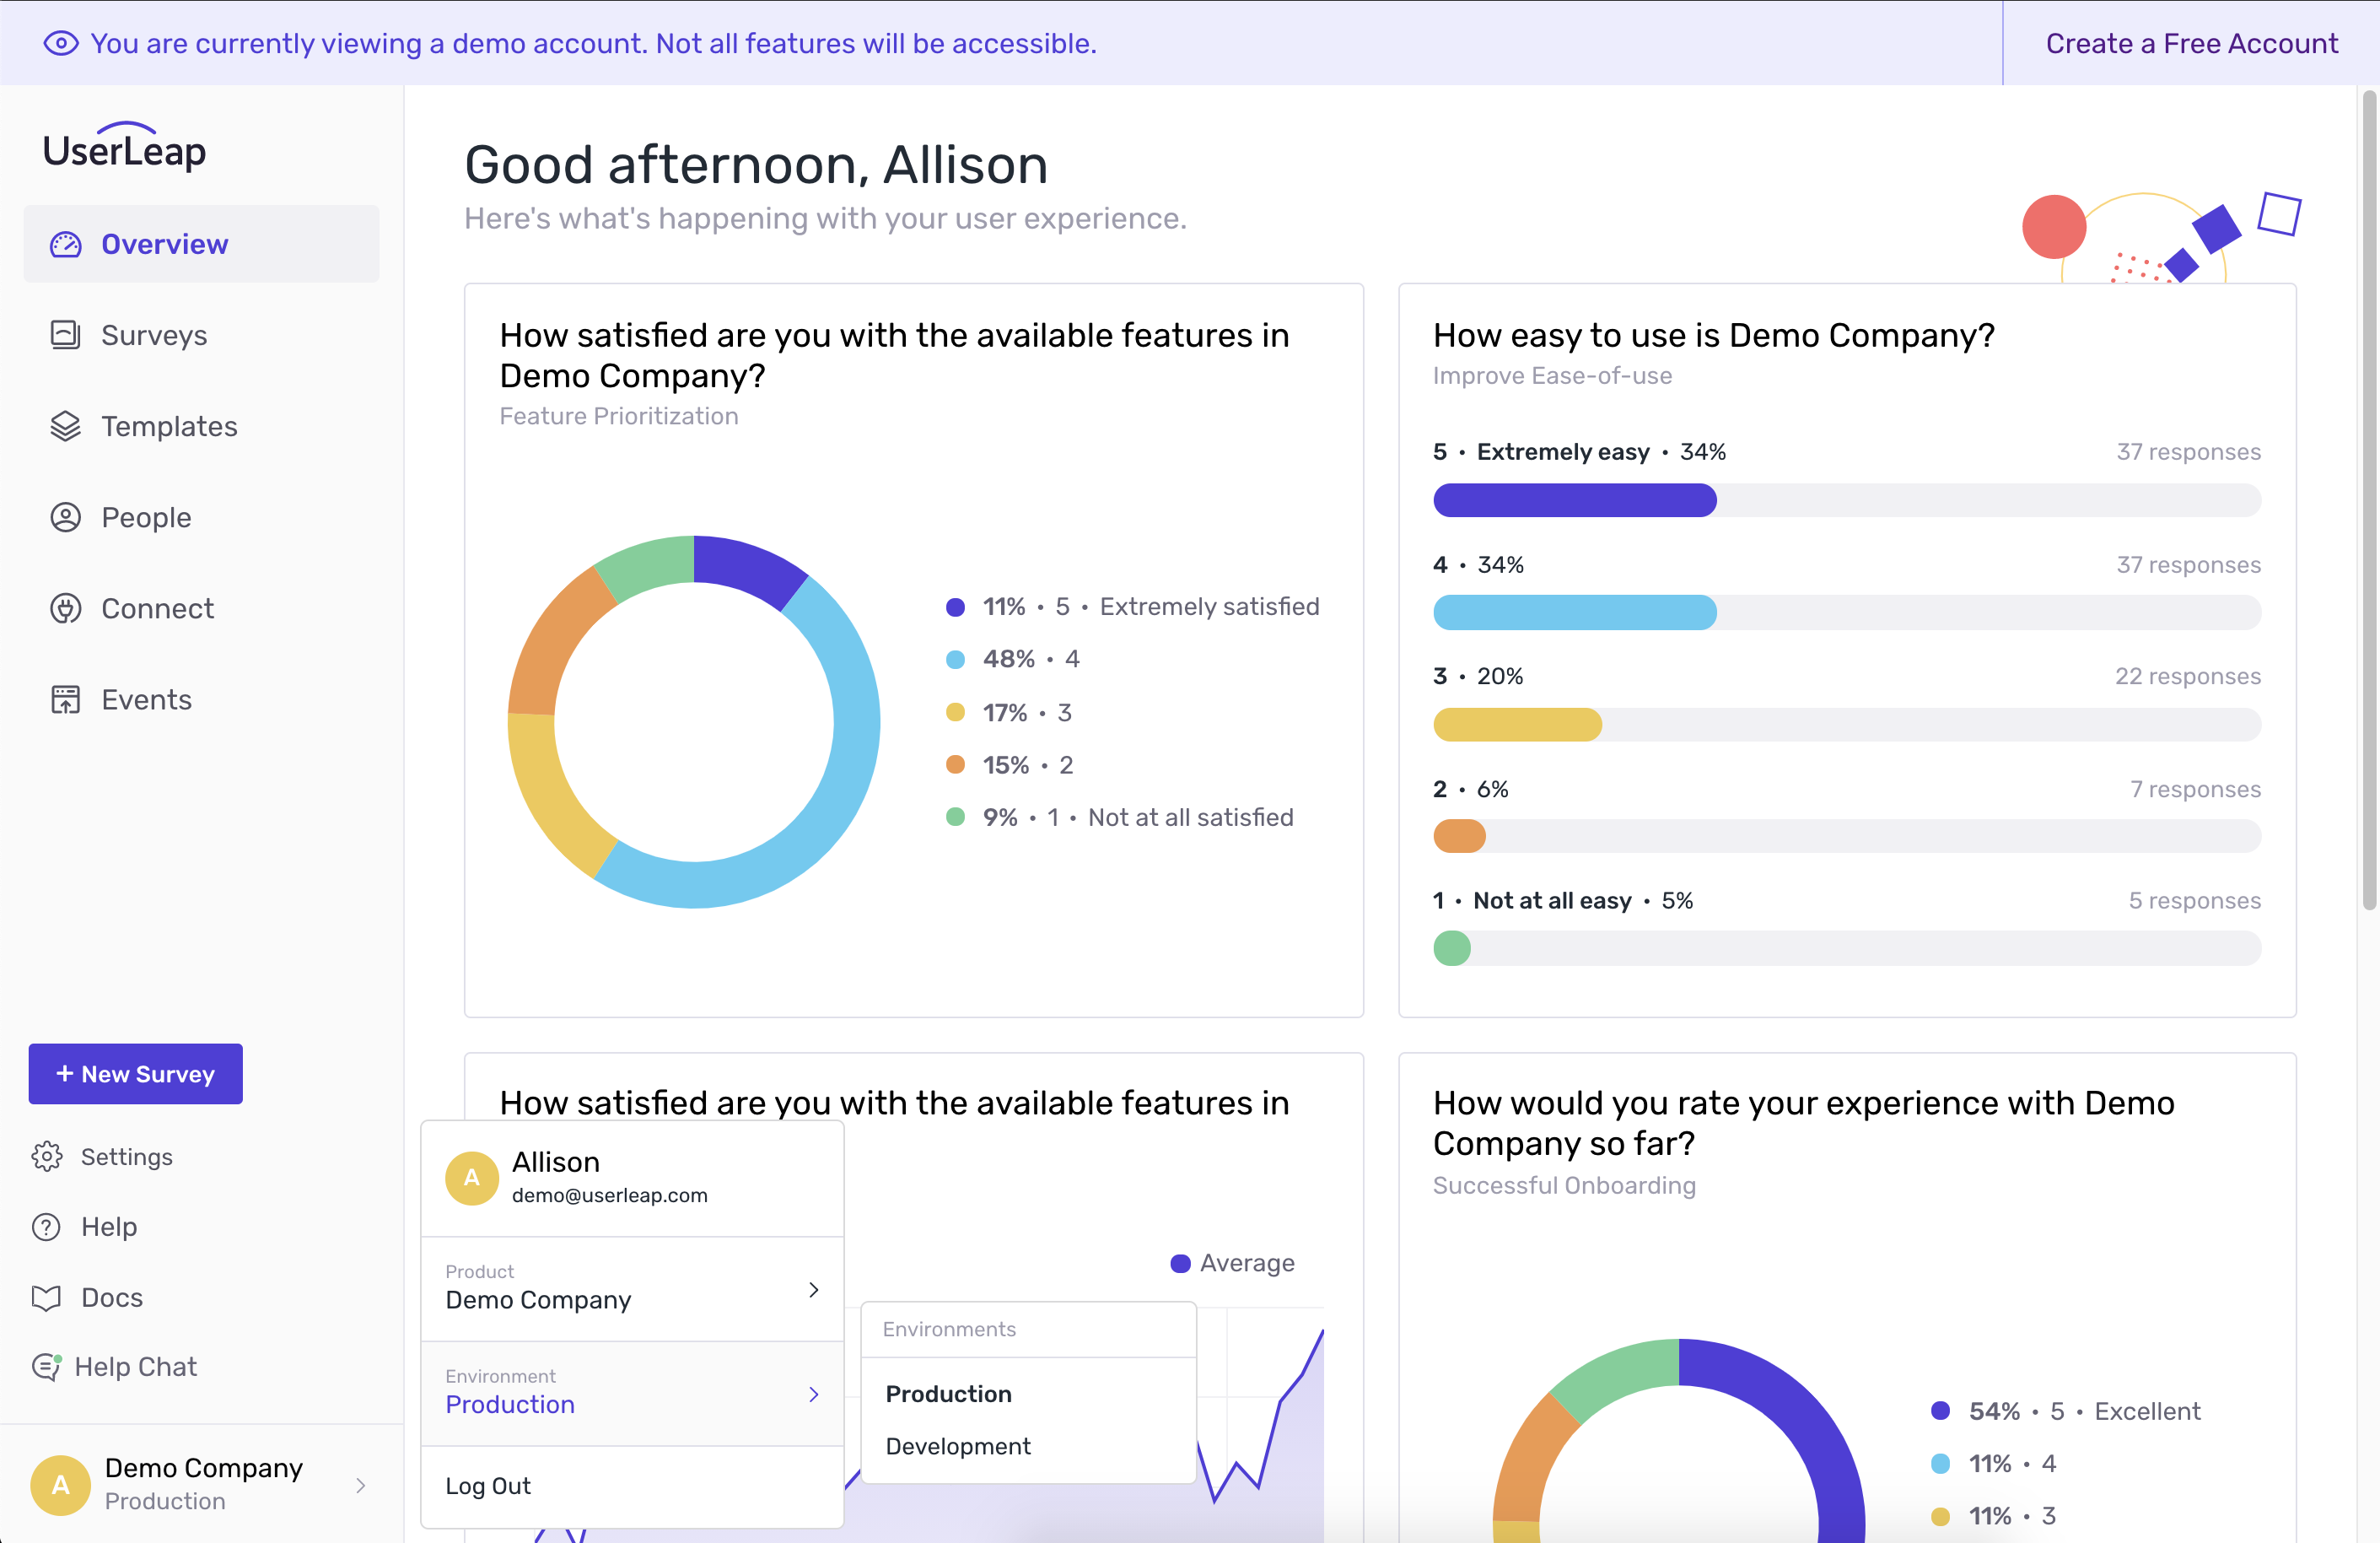 You are currently viewing a demo account. Not all features will be accessible.
Create a Free Account
UserLeap
Overview
Surveys
Templates
People
Connect
Events
+ New Survey
Settings
Help
Docs
Help Chat
A
Demo Company
Production
Good afternoon, Allison
Here's what's happening with your user experience.
How satisfied are you with the available features in
Demo Company?
Feature Prioritization
11% • 5 • Extremely satisfied
48% • 4
17% • 3
15% • 2
9% • 1 • Not at all satisfied
How easy to use is Demo Company?
Improve Ease-of-use
5 • Extremely easy • 34%
37 responses
4 • 34%
37 responses
3 • 20%
22 responses
2 • 6%
7 responses
1 • Not at all easy • 5%
5 responses
How satisfied are you with the available features in
Average
A
Allison
demo@userleap.com
Product
Demo Company
Environment
Production
Log Out
Environments
Production
Development
How would you rate your experience with Demo
Company so far?
Successful Onboarding
54% • 5 • Excellent
11% • 4
11% • 3